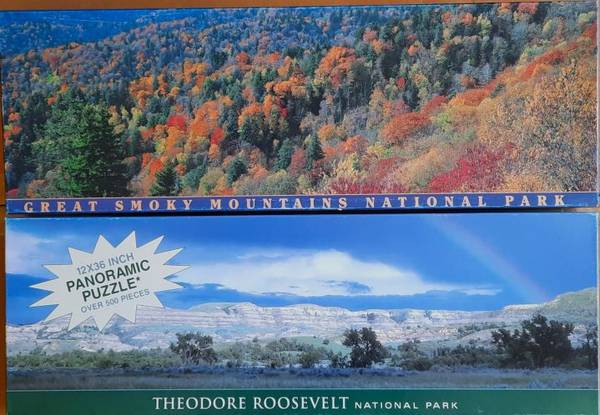 GREAT SMOKY MOUNTAINS NATIONAL PARK
12X36 INCH
PANORAMIC
PUZZLE*
OVER 500 PIECES
THEODORE ROOSEVELT NATIONAL PARK